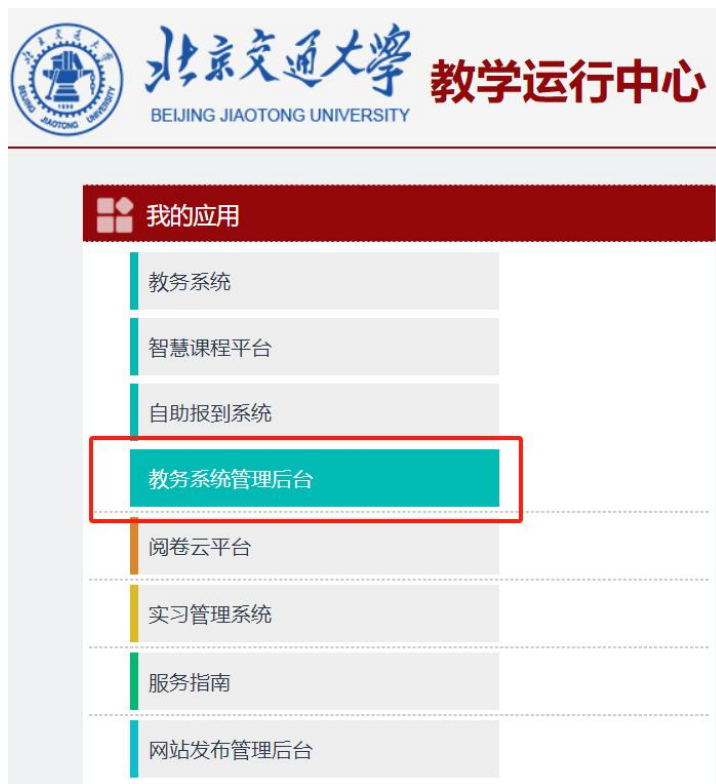 北京交通大学
BEIJING JIAOTONG UNIVERSITY
教学运行中心
我的应用
教务系统
智慧课程平台
自助报到系统
教务系统管理后台
阅卷云平台
实习管理系统
服务指南
网站发布管理后台